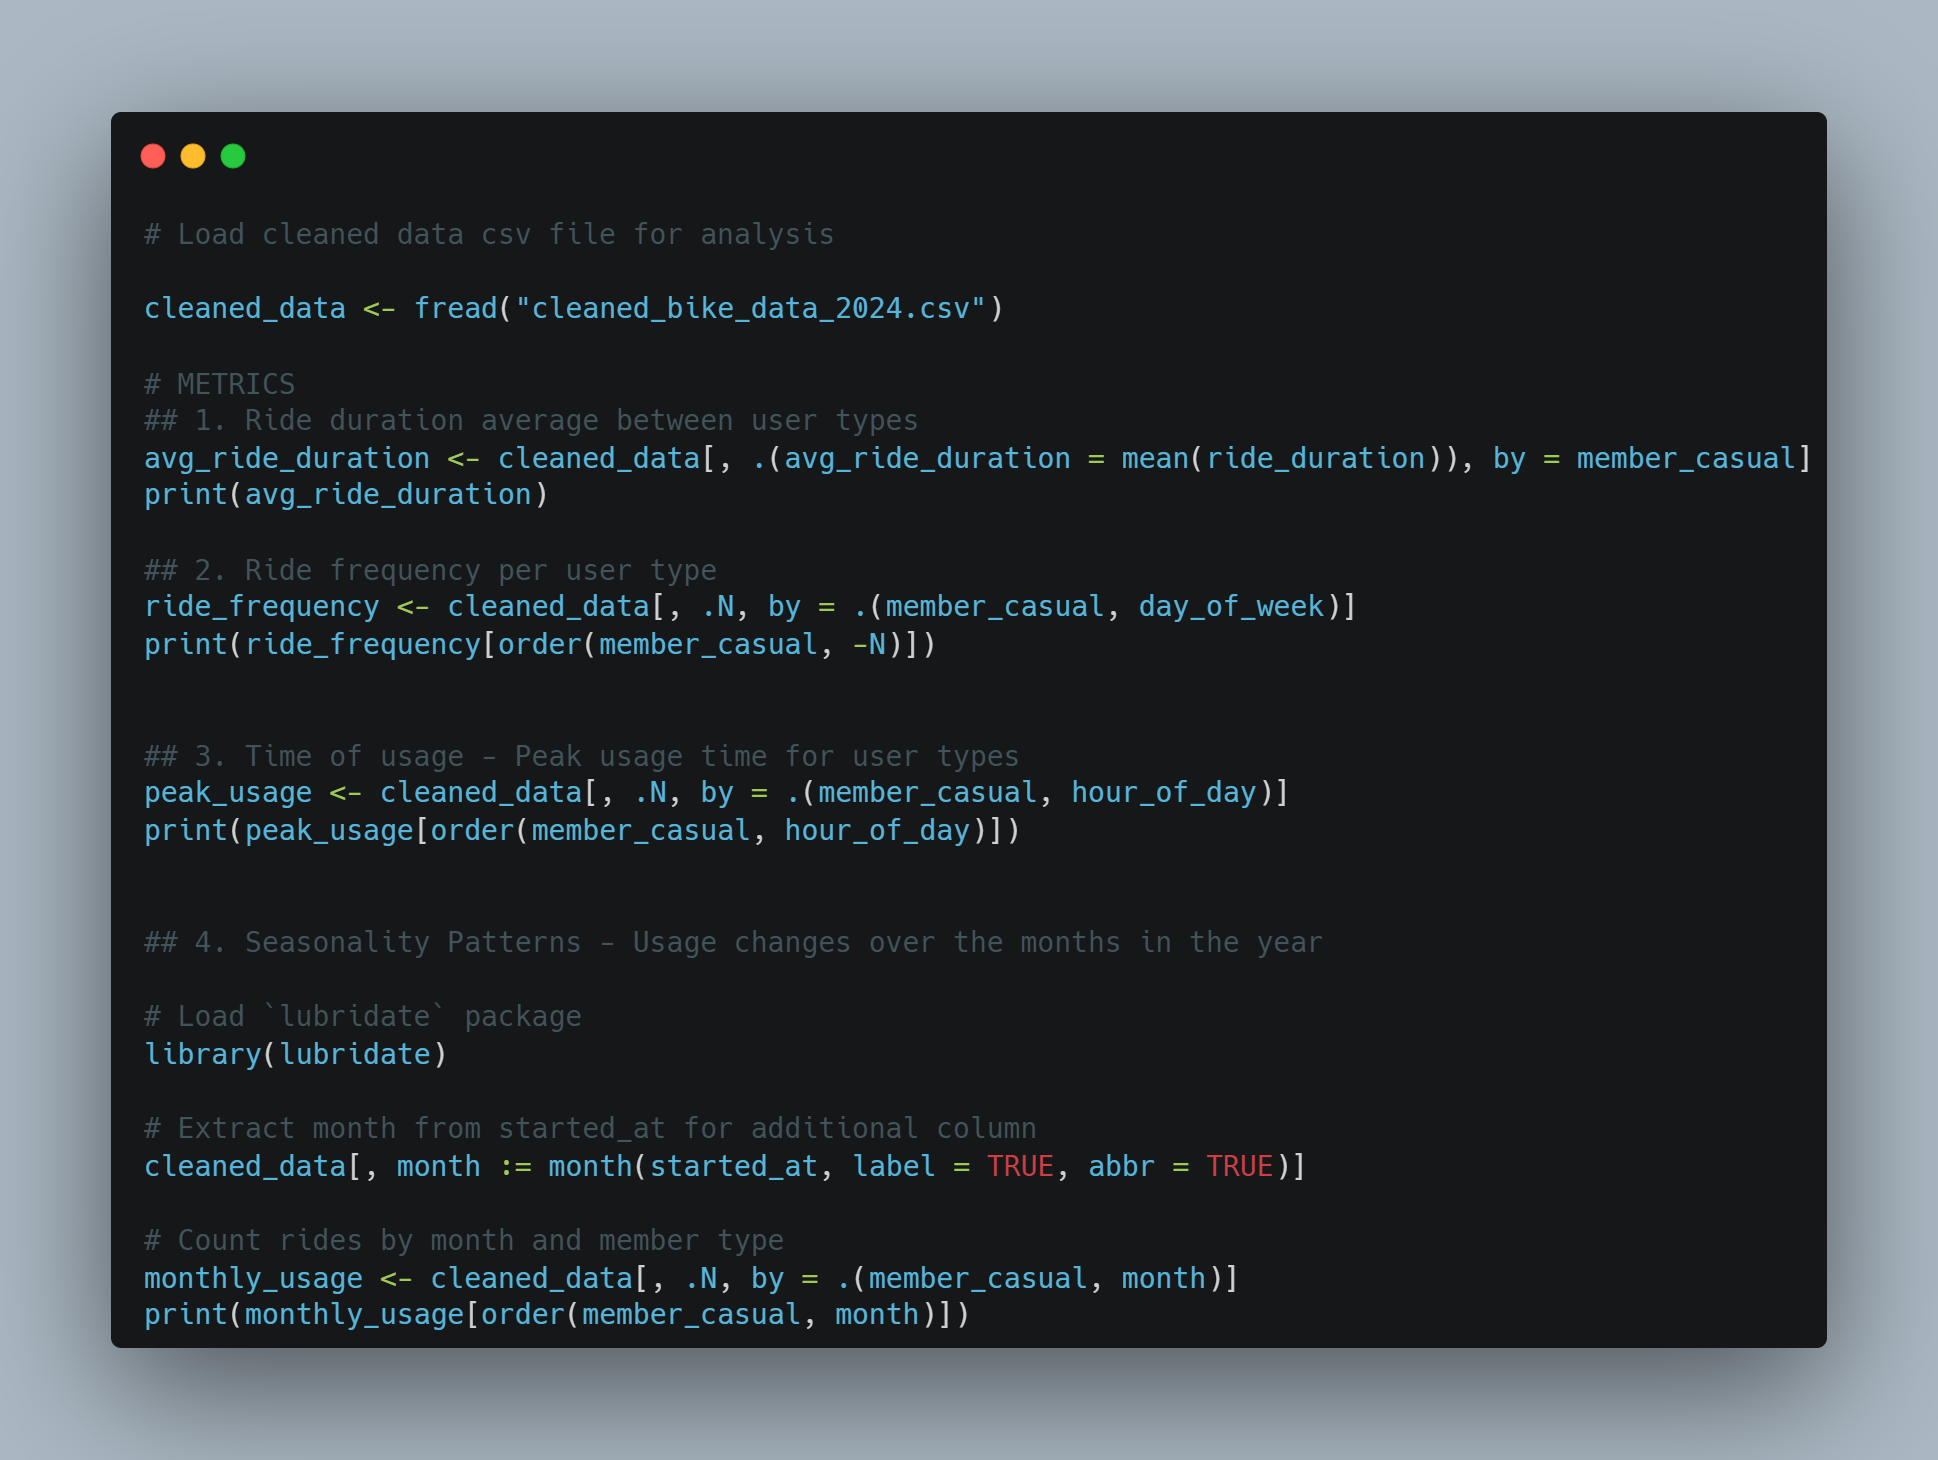 # Load cleaned data csv file for analysis
cleaned_data <- fread("cleaned_bike_data_2024.csv")
# METRICS
## 1. Ride duration average between user types
avg_ride_duration <- cleaned_data[, .(avg_ride_duration = mean(ride_duration)), by = member_casual]
print(avg_ride_duration)
## 2. Ride frequency per user type
ride_frequency <- cleaned_data[, .N, by = .(member_casual, day_of_week)]
print(ride_frequency[order(member_casual, -N)])
## 3. Time of usage - Peak usage time for user types
peak_usage <- cleaned_data[, .N, by = .(member_casual, hour_of_day)]
print(peak_usage[order(member_casual, hour_of_day)])
## 4. Seasonality Patterns - Usage changes over the months in the year
# Load `lubridate` package
library(lubridate)
# Extract month from started_at for additional column
cleaned_data[, month := month(started_at, label = TRUE, abbr = TRUE)]
# Count rides by month and member type
monthly_usage <- cleaned_data[, .N, by = .(member_casual, month)]
print(monthly_usage[order(member_casual, month)])